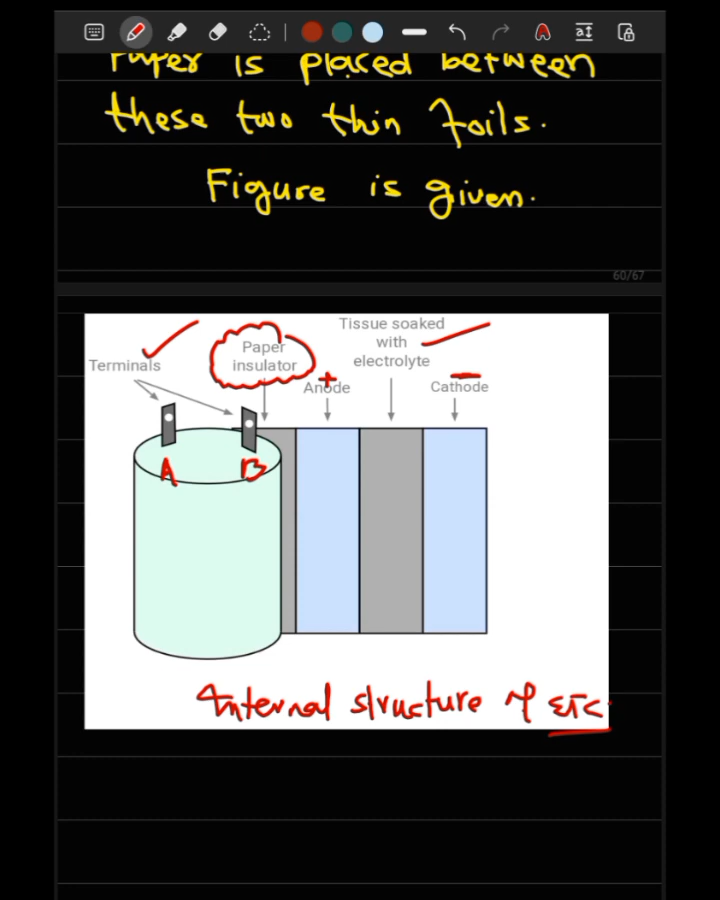 Paper is placed between
these two thin foils.
Figure is given.
60/67
Tissue soaked
with
electrolyte
Paper
insulator
Terminals
+
Anode
Cathode
A
B
Internal structure of